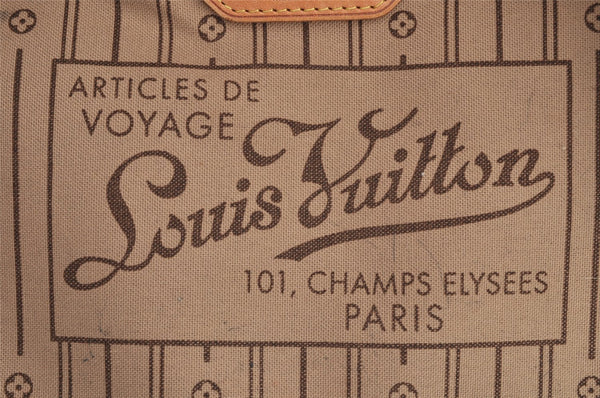 ARTICLES DE
VOYAGE
Louis Vuitton
101, CHAMPS ELYSEES
PARIS